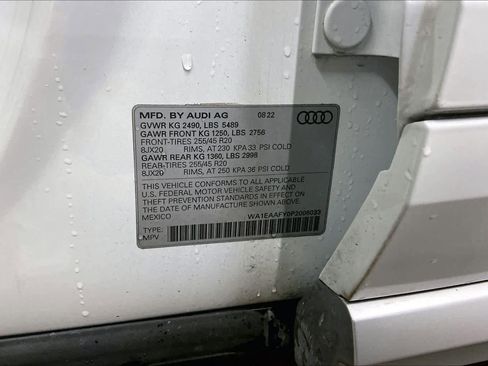 MFD. BY AUDI AG 08 22
GVWR KG 2490, LBS 5489
GAWR FRONT KG 1250, LBS 2756
FRONT-TIRES 255/45 R20
8JX20 RIMS, AT 230 KPA 33 PSI COLD
GAWR REAR KG 1360, LBS 2998
REAR-TIRES 255/45 R20
8JX20 RIMS, AT 250 KPA 36 PSI COLD
THIS VEHICLE CONFORMS TO ALL APPLICABLE
U.S. FEDERAL MOTOR VEHICLE SAFETY AND
THEFT PREVENTION STANDARDS IN EFFECT ON
THE DATE OF MANUFACTURE SHOWN ABOVE.
MEXICO WA1EAAFY0P2006033
TYPE:
MPV